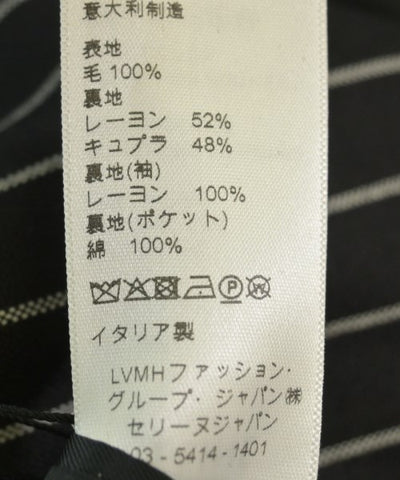 意大利制造
表地
毛 100%
裏地
レーヨン 52%
キュプラ 48%
裏地(袖)
レーヨン 100%
裏地(ポケット)
綿 100%
イタリア製
LVMHファッション・
グループ・ジャパン㈱
セリーヌジャパン
03-5414-1401